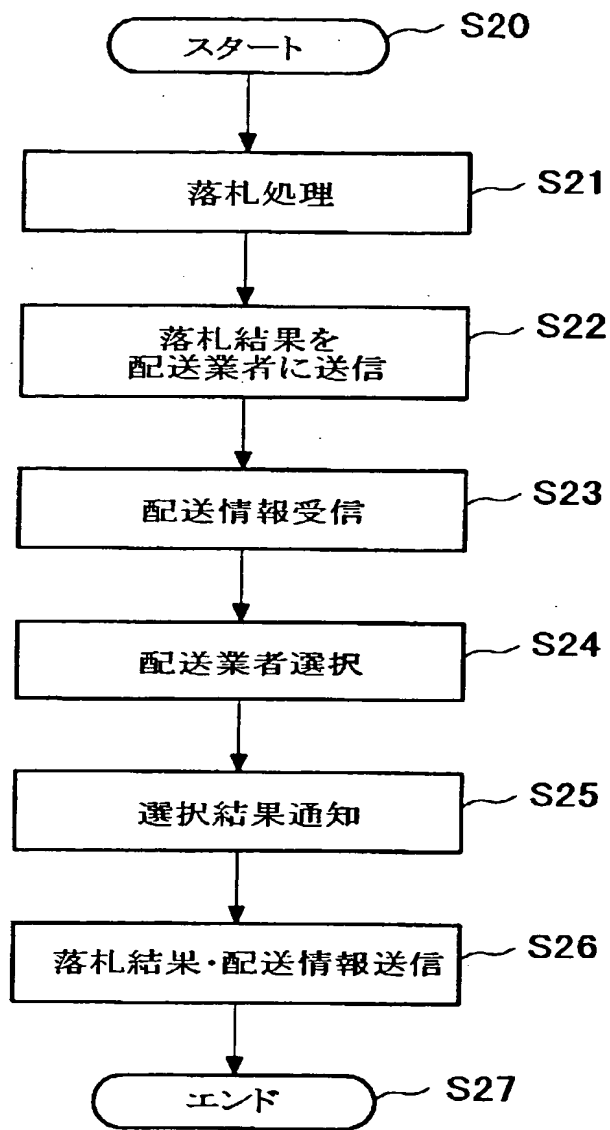 スタート
S20
落札処理
S21
落札結果を
配送業者に送信
S22
配送情報受信
S23
配送業者選択
S24
選択結果通知
S25
落札結果・配送情報送信
S26
エンド
S27